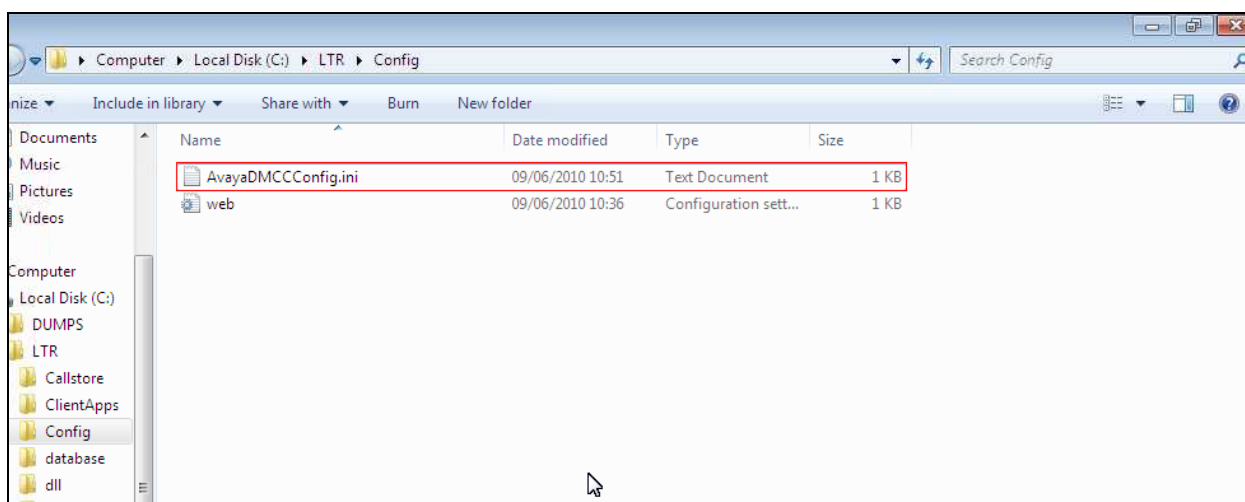 Computer Local Disk (C:) LTR Config
Search Config
nize Include in library Share with Burn New folder
Documents
Music
Pictures
Videos
Computer
Local Disk (C:)
DUMPS
LTR
Callstore
ClientApps
Config
database
dll
Name Date modified Type Size
AvayaDMCCConfig.ini 09/06/2010 10:51 Text Document 1 KB
web 09/06/2010 10:36 Configuration sett... 1 KB